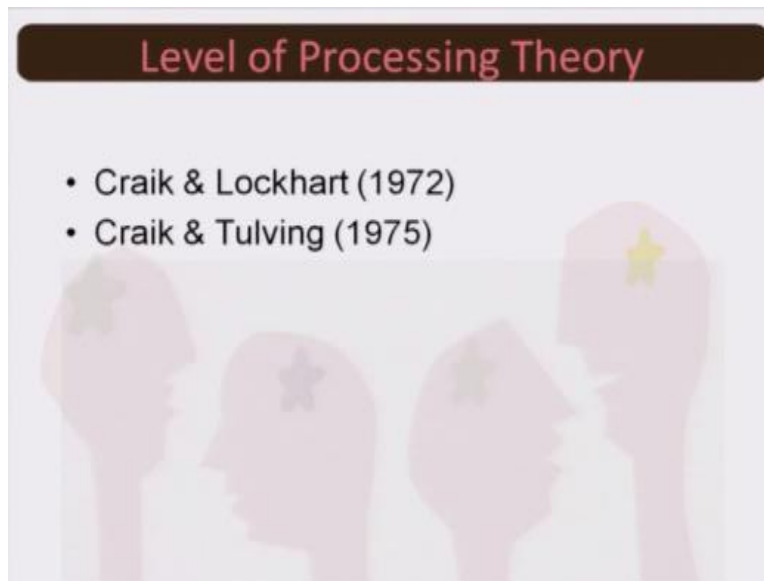 Level of Processing Theory
• Craik & Lockhart (1972)
• Craik & Tulving (1975)